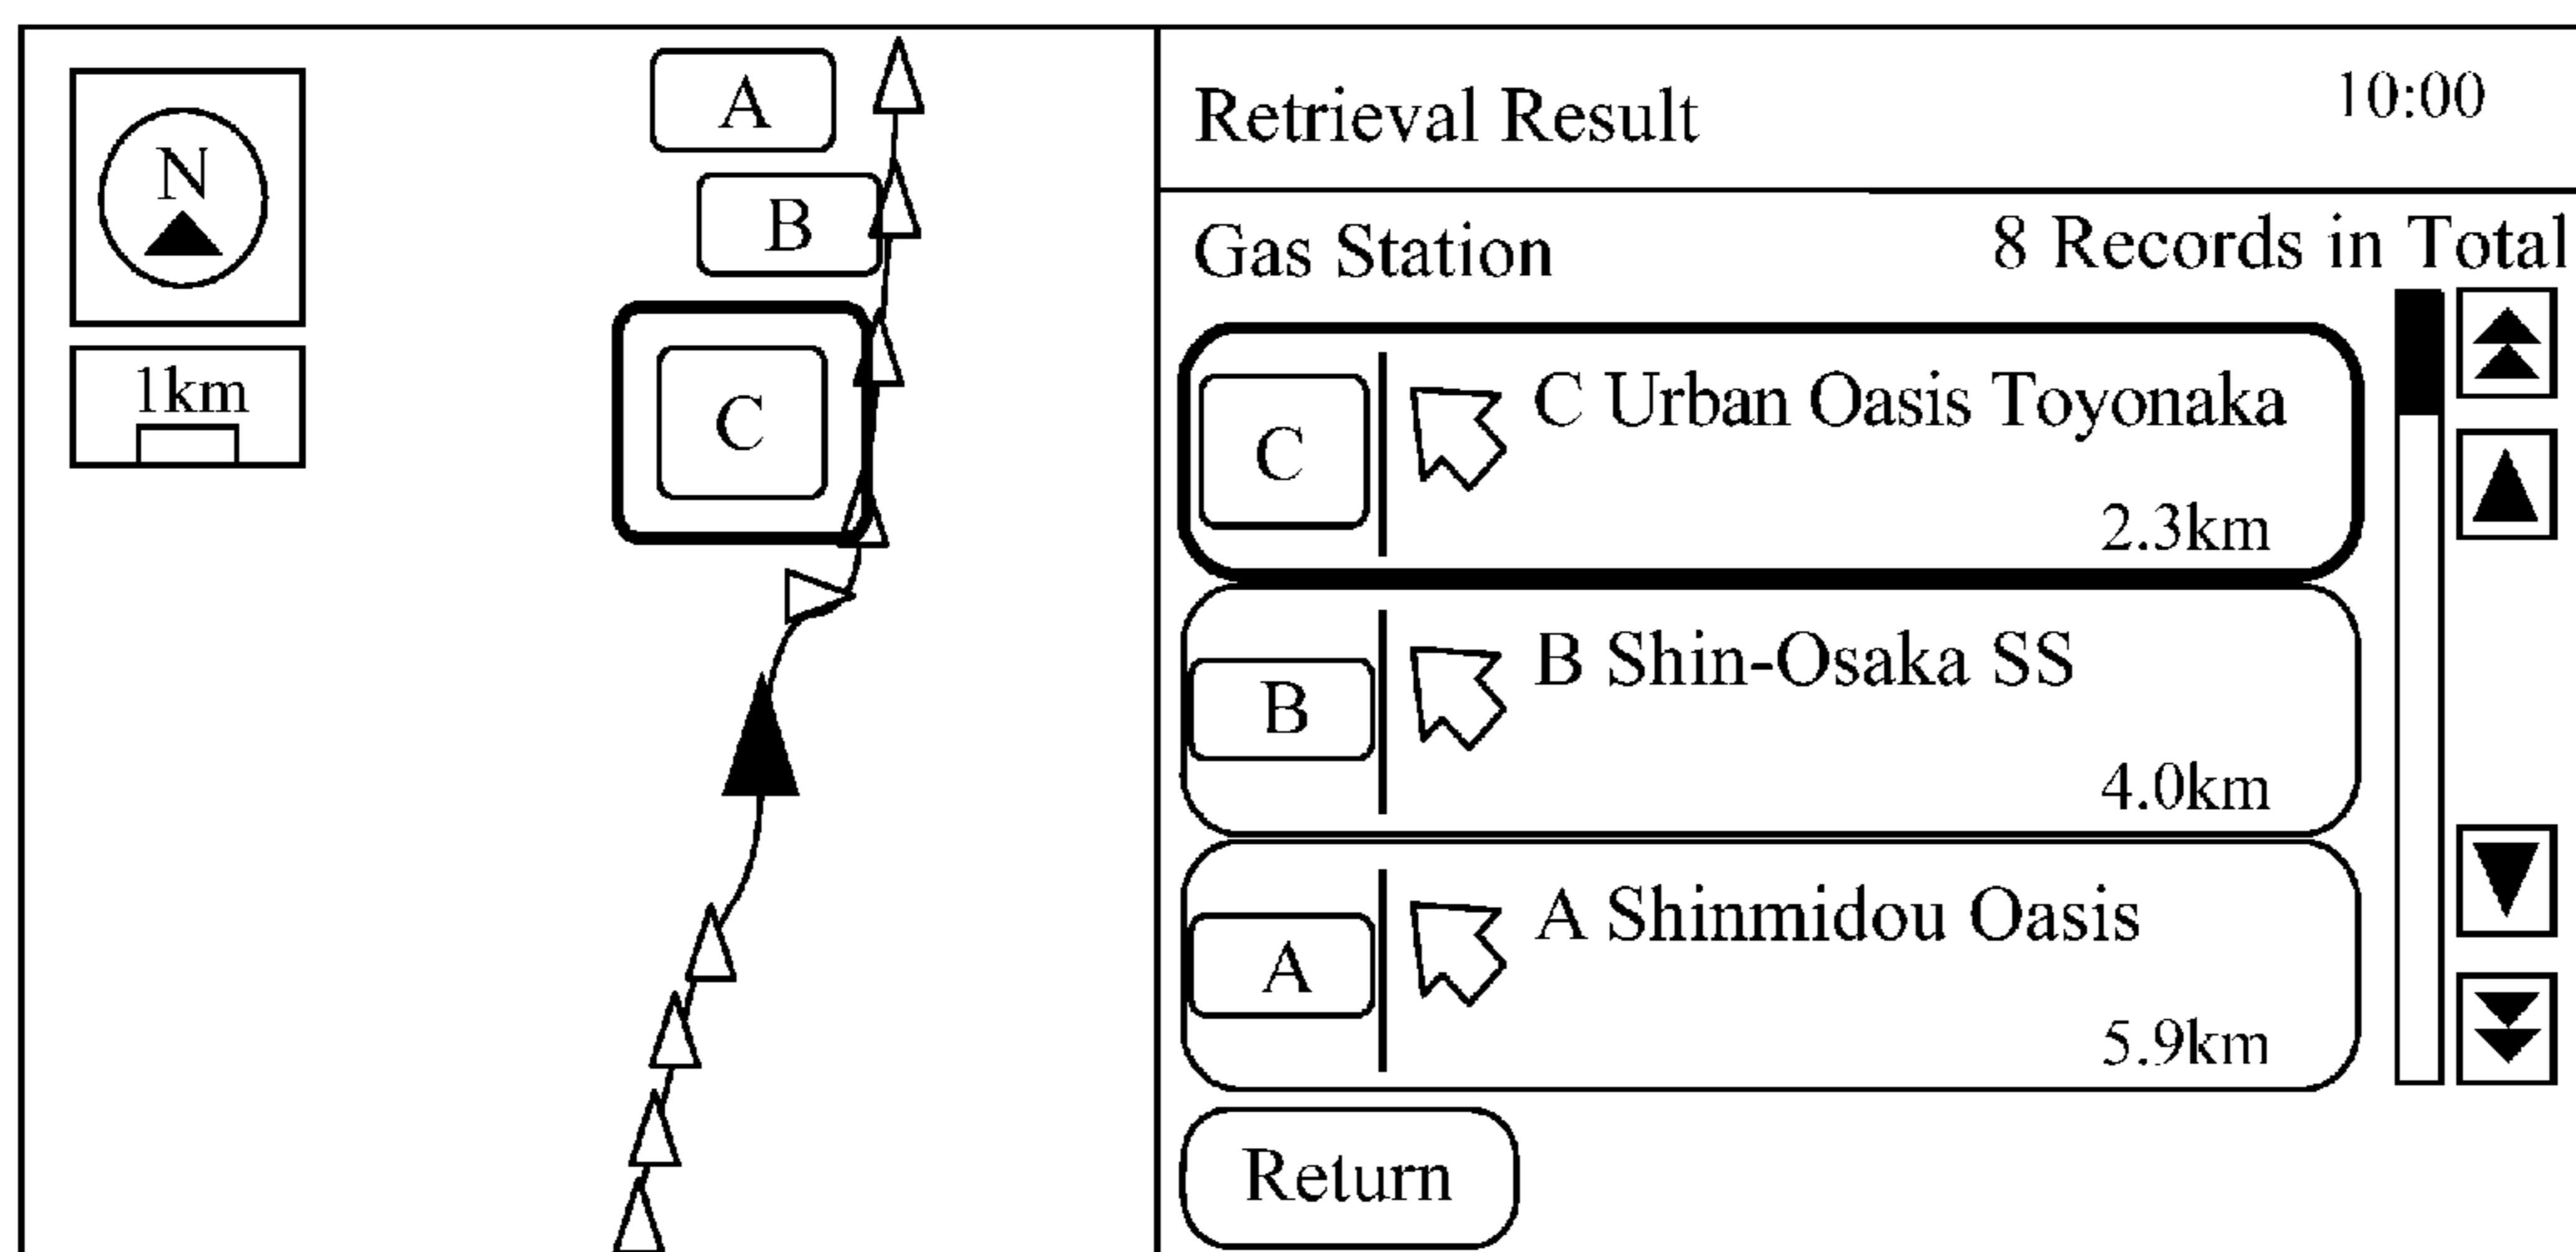 N
1km
A
B
C
Retrieval Result
10:00
Gas Station
8 Records in Total
C
C Urban Oasis Toyonaka
2.3km
B
B Shin-Osaka SS
4.0km
A
A Shinmidou Oasis
5.9km
Return